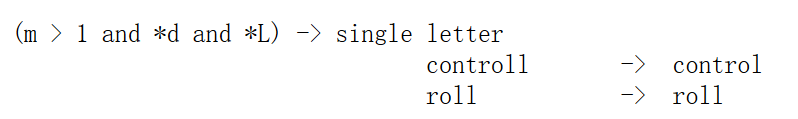 (m > 1 and *d and *L) -> single letter
controll -> control
roll -> roll